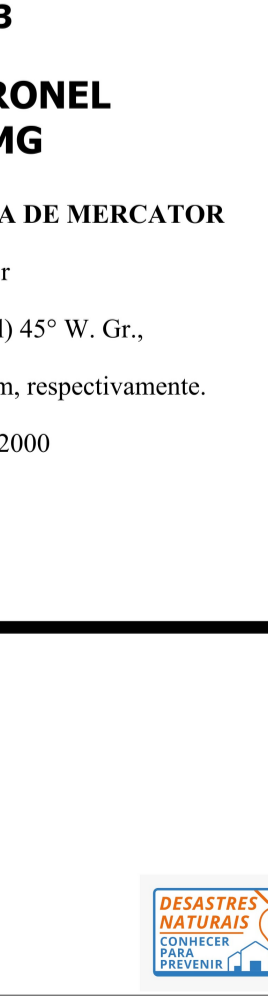 RONEL
MG
A DE MERCATOR
r
) 45° W. Gr.,
m, respectivamente.
2000
DESASTRES
NATURAIS
CONHECER
PARA
PREVENIR